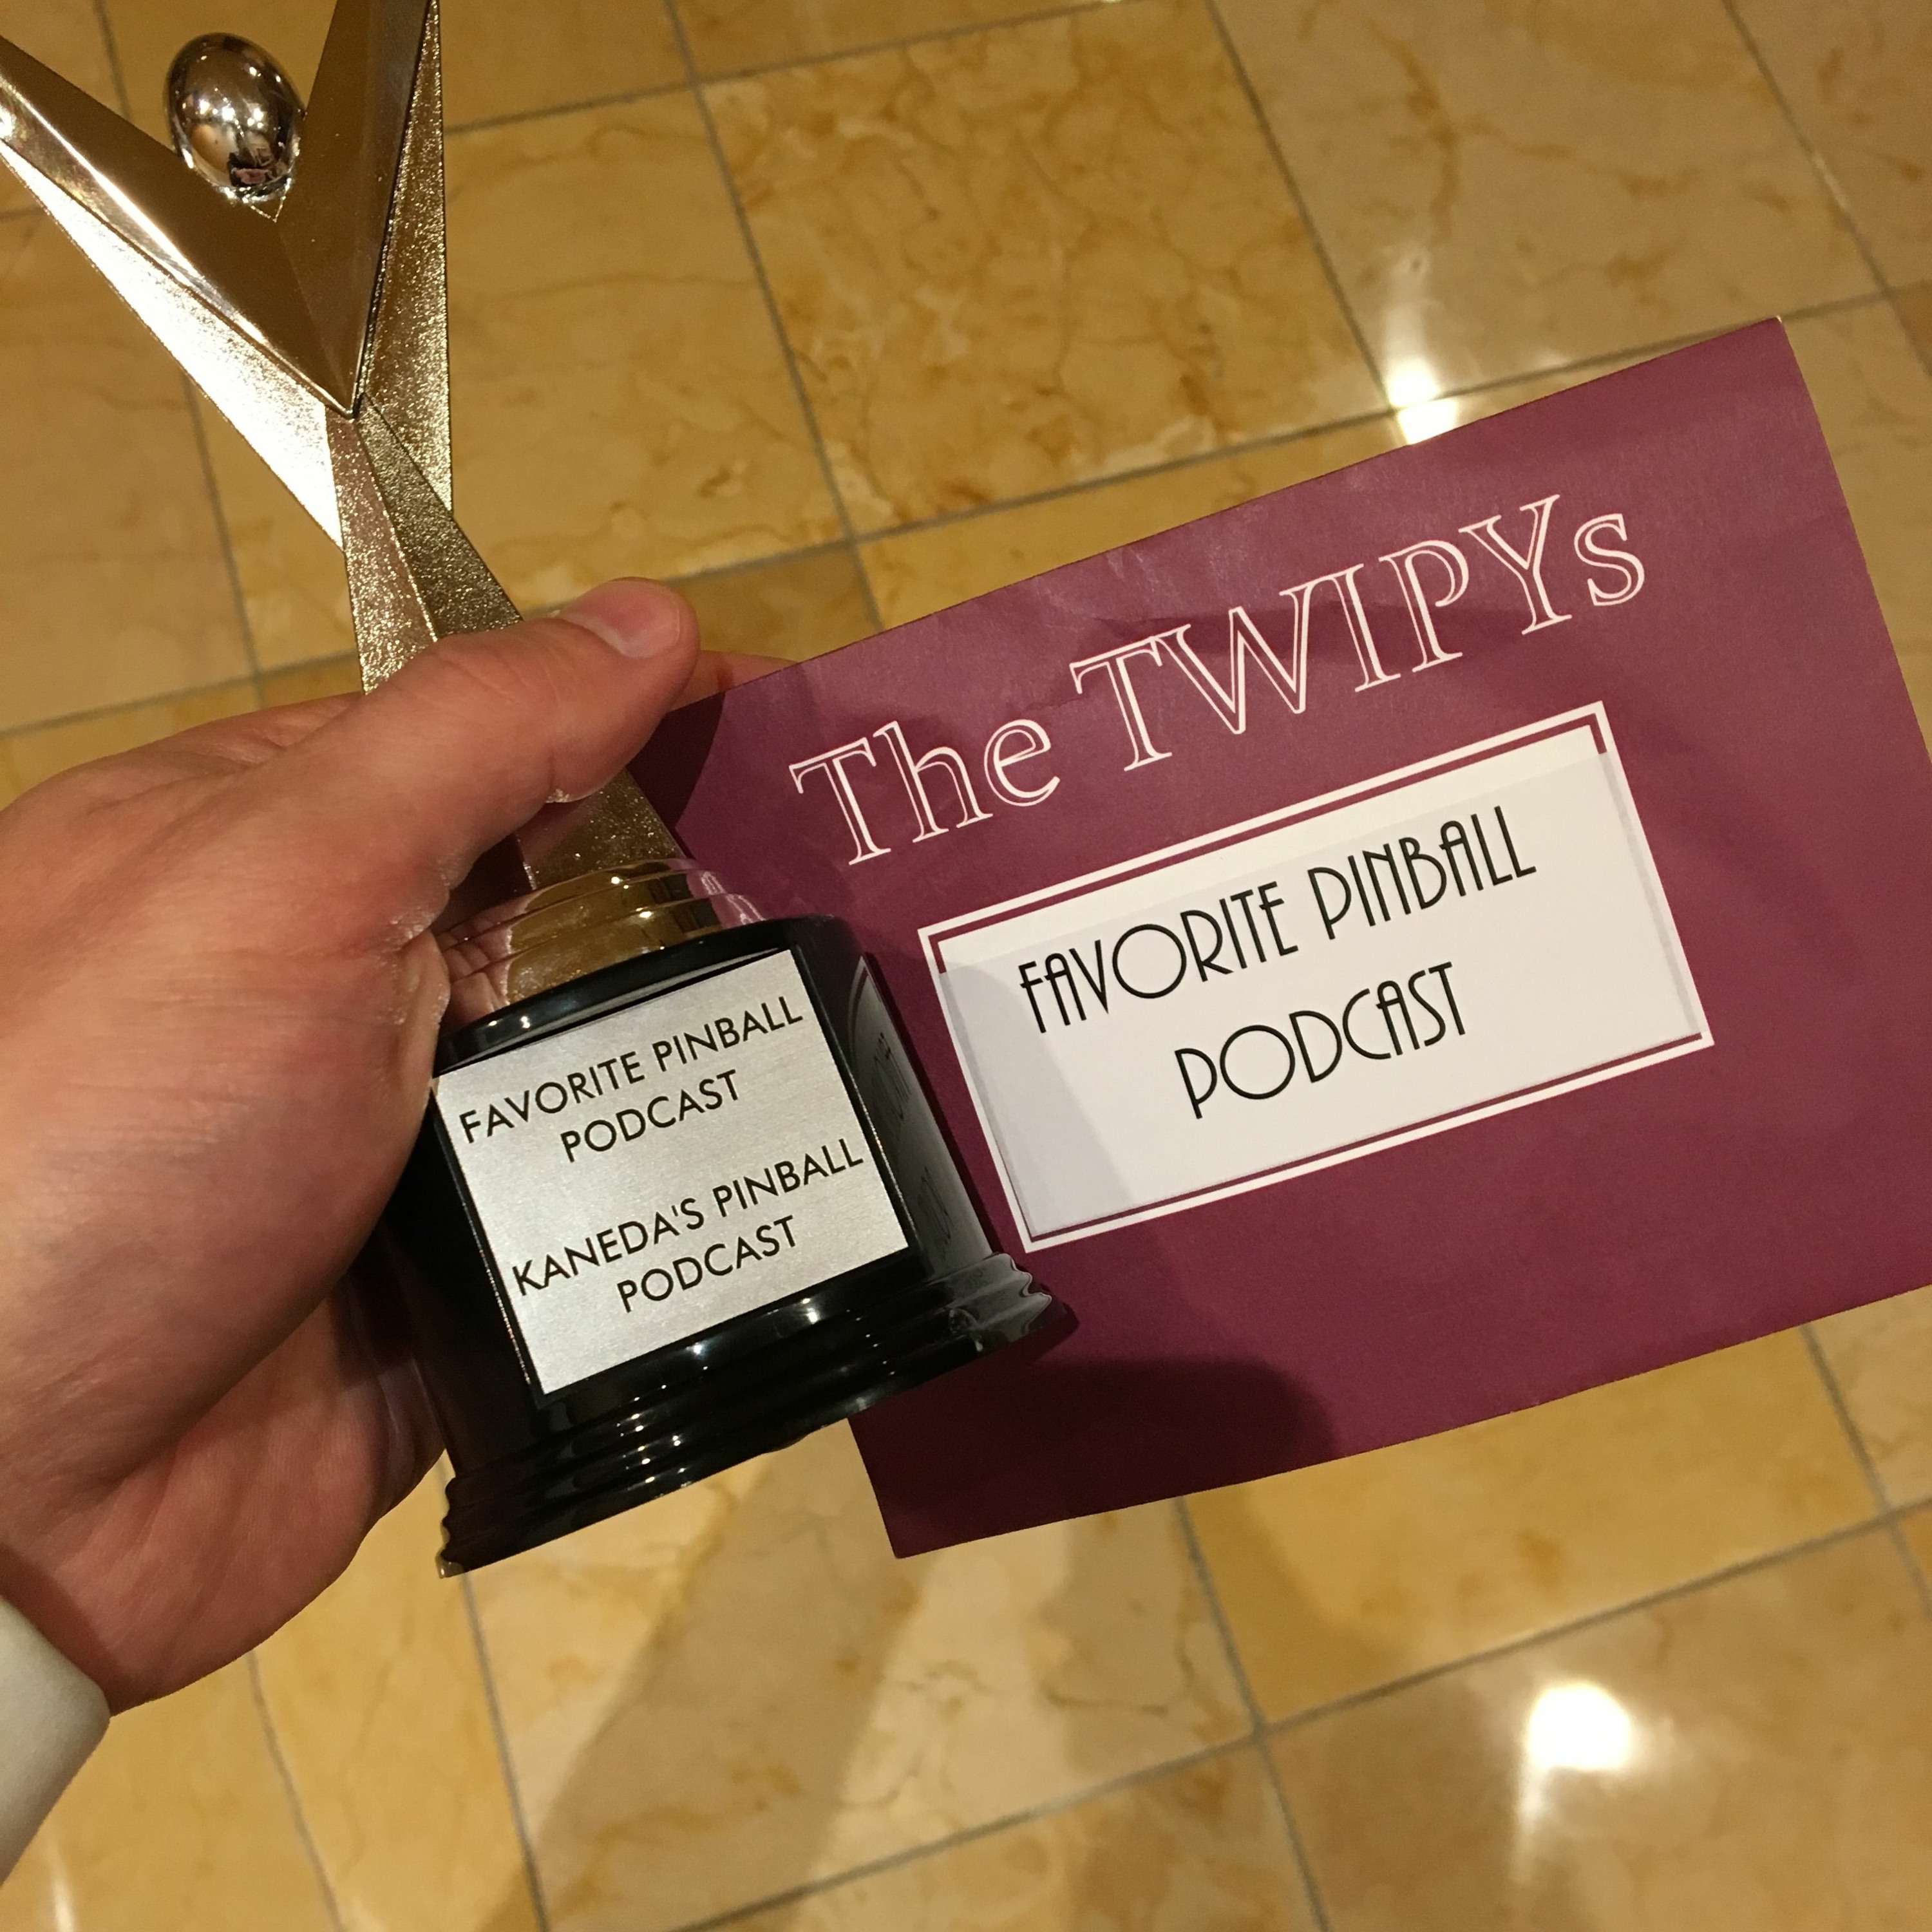 The TWIPYs
FAVORITE PINBALL
PODCAST
FAVORITE PINBALL
PODCAST
KANEDA'S PINBALL
PODCAST